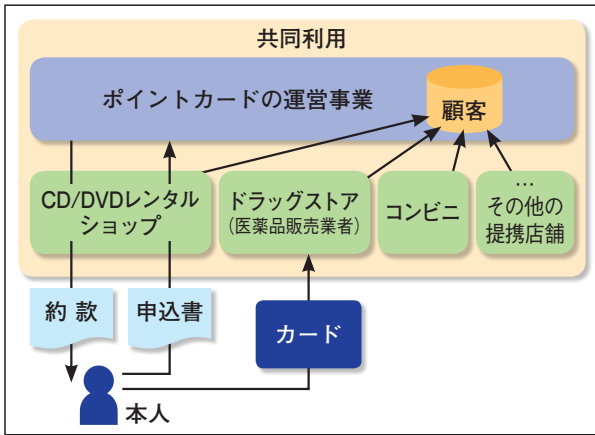 共同利用
ポイントカードの運営事業
顧客
CD/DVDレンタル
ショップ
ドラッグストア
(医薬品販売業者)
コンビニ
…
その他の
提携店舗
約 款
申込書
カード
本人